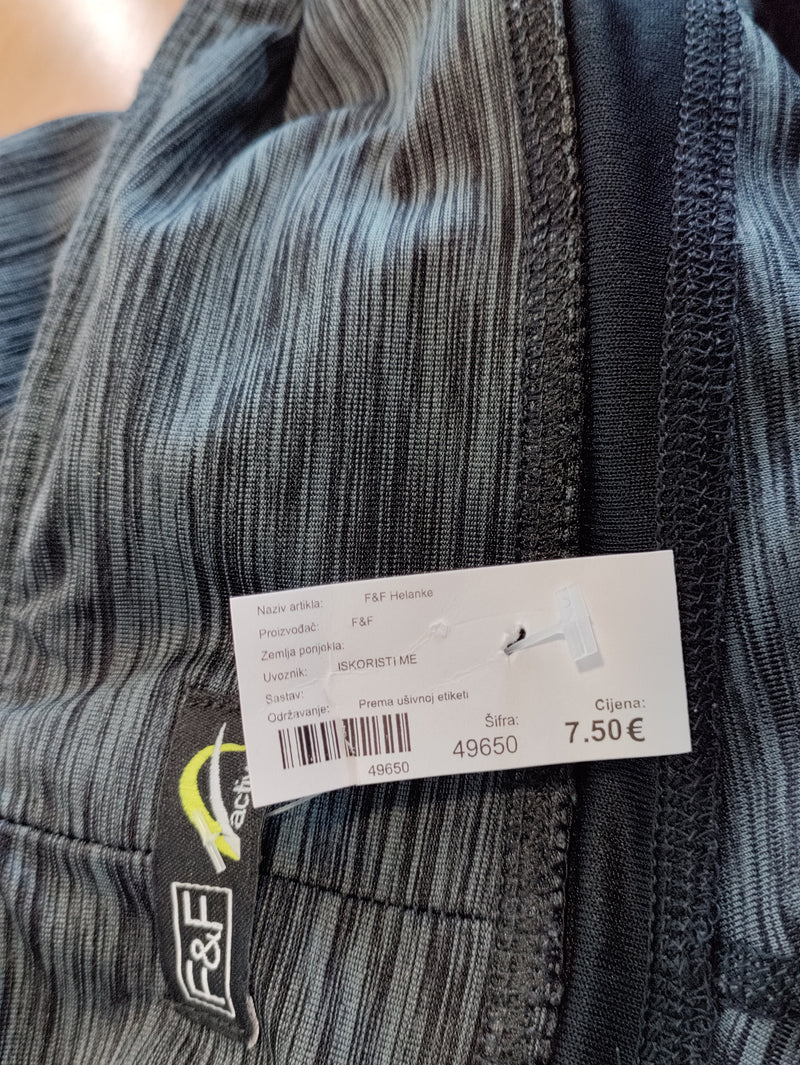 Naziv artikla: F&F Helanke
Proizvođač: F&F
Zemlja porijekla:
Uvoznik: ISKORISTi ME
Sastav:
Održavanje: Prema ušivnoj etiketi
49650
Šifra:
49650
Cijena:
7.50€
activ
F&F